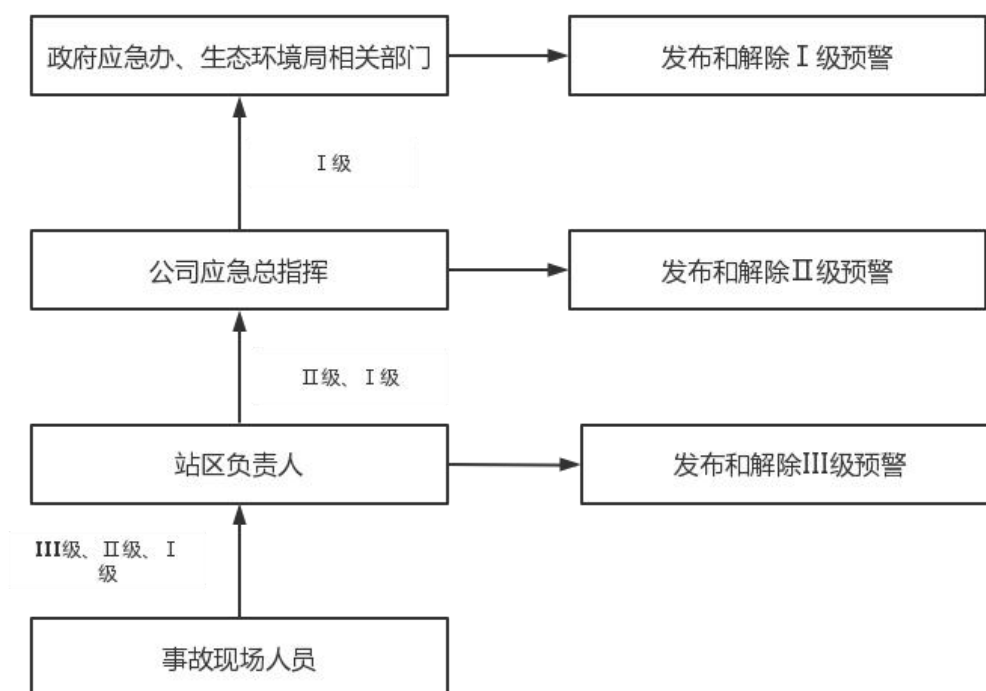 政府应急办、生态环境局相关部门
发布和解除Ⅰ级预警
Ⅰ级
公司应急总指挥
发布和解除Ⅱ级预警
Ⅱ级、Ⅰ级
站区负责人
发布和解除III级预警
III级、Ⅱ级、Ⅰ
级
事故现场人员